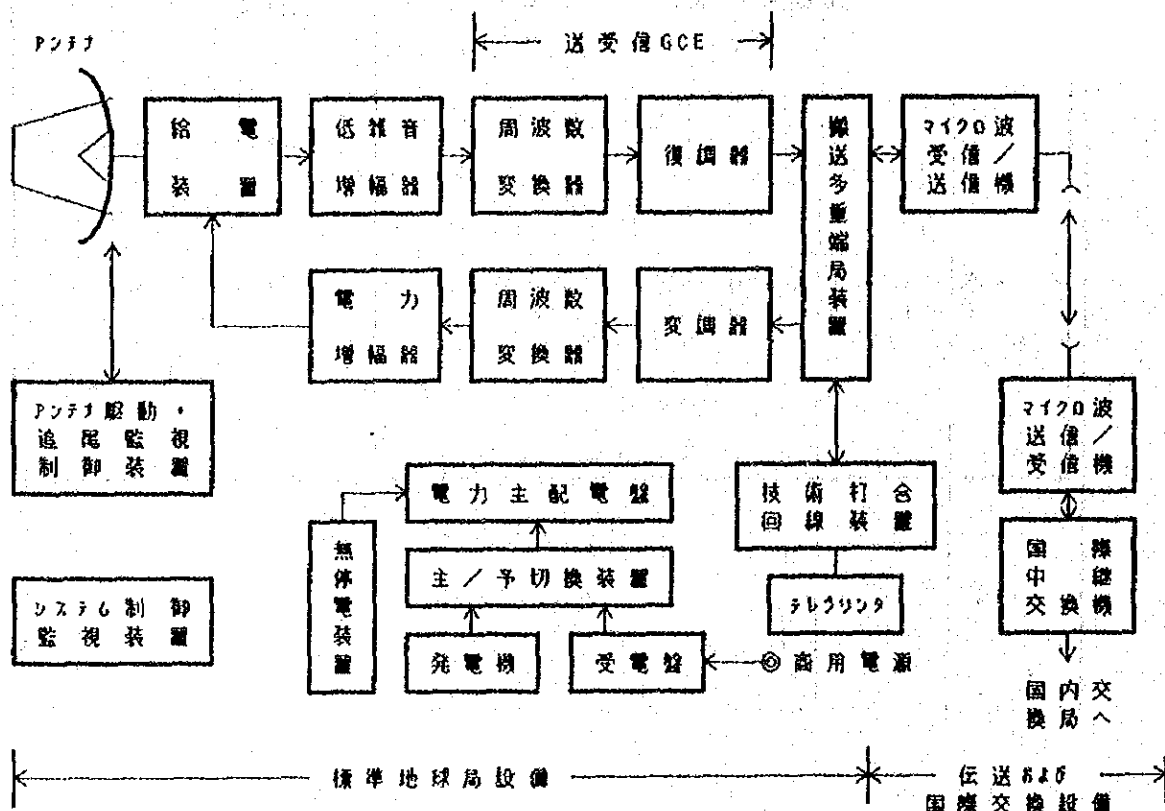 送受信GCE
アンテナ
給電
装置
低雑音
増幅器
周波数
変換器
復調器
搬送多重端局装置
マイクロ波
受信/
送信機
電力
増幅器
周波数
変換器
変調器
アンテナ駆動・
追尾監視
制御装置
マイクロ波
送信/
受信機
電力主配電盤
技術打合
回線装置
無停電装置
主/予切換装置
国際
中継
交換機
システム制御
監視装置
テレプリンタ
発電機
受電盤
◎商用電源
国内交
換局へ
標準地球局設備
伝送および
国際交換設備